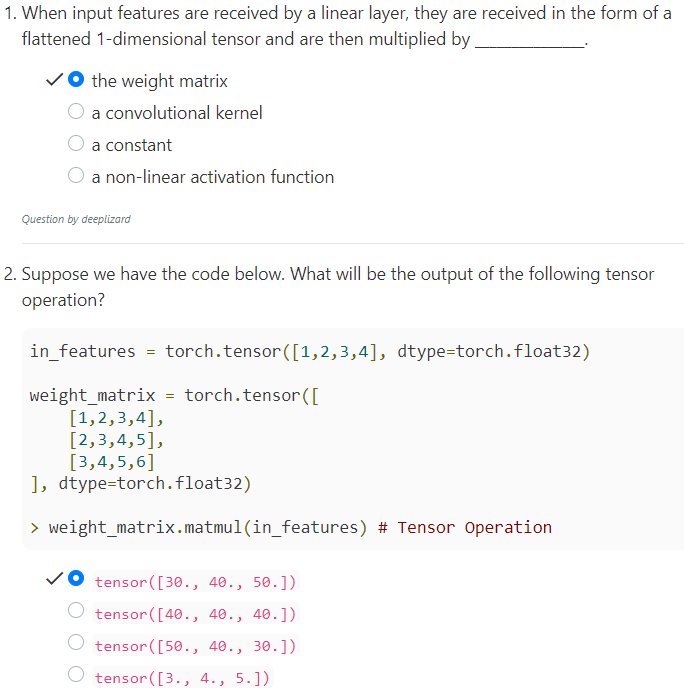 1. When input features are received by a linear layer, they are received in the form of a
flattened 1-dimensional tensor and are then multiplied by ______________.
the weight matrix
a convolutional kernel
a constant
a non-linear activation function
Question by deeplizard
2. Suppose we have the code below. What will be the output of the following tensor
operation?
in_features = torch.tensor([1,2,3,4], dtype=torch.float32)
weight_matrix = torch.tensor([
[1,2,3,4],
[2,3,4,5],
[3,4,5,6]
], dtype=torch.float32)
> weight_matrix.matmul(in_features) # Tensor Operation
tensor([30., 40., 50.])
tensor([40., 40., 40.])
tensor([50., 40., 30.])
tensor([3., 4., 5.])